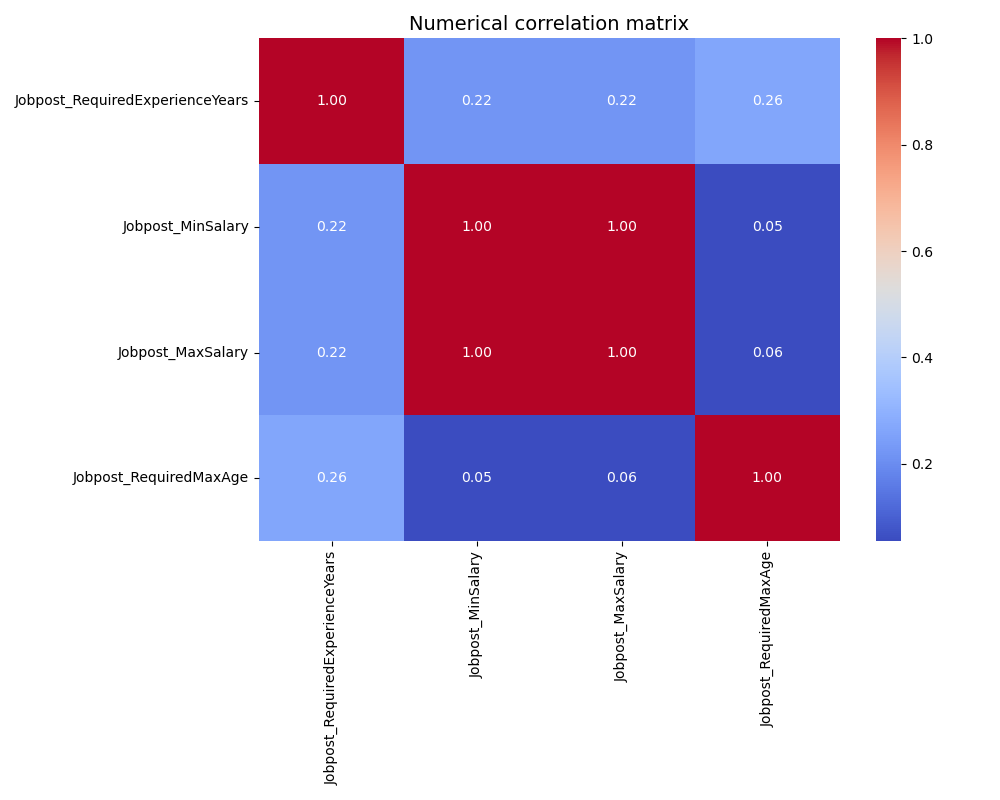 Numerical correlation matrix
Jobpost_RequiredExperienceYears 1.00 0.22 0.22 0.26
Jobpost_MinSalary 0.22 1.00 1.00 0.05
Jobpost_MaxSalary 0.22 1.00 1.00 0.06
Jobpost_RequiredMaxAge 0.26 0.05 0.06 1.00
Jobpost_RequiredExperienceYears
Jobpost_MinSalary
Jobpost_MaxSalary
Jobpost_RequiredMaxAge
1.0
0.8
0.6
0.4
0.2